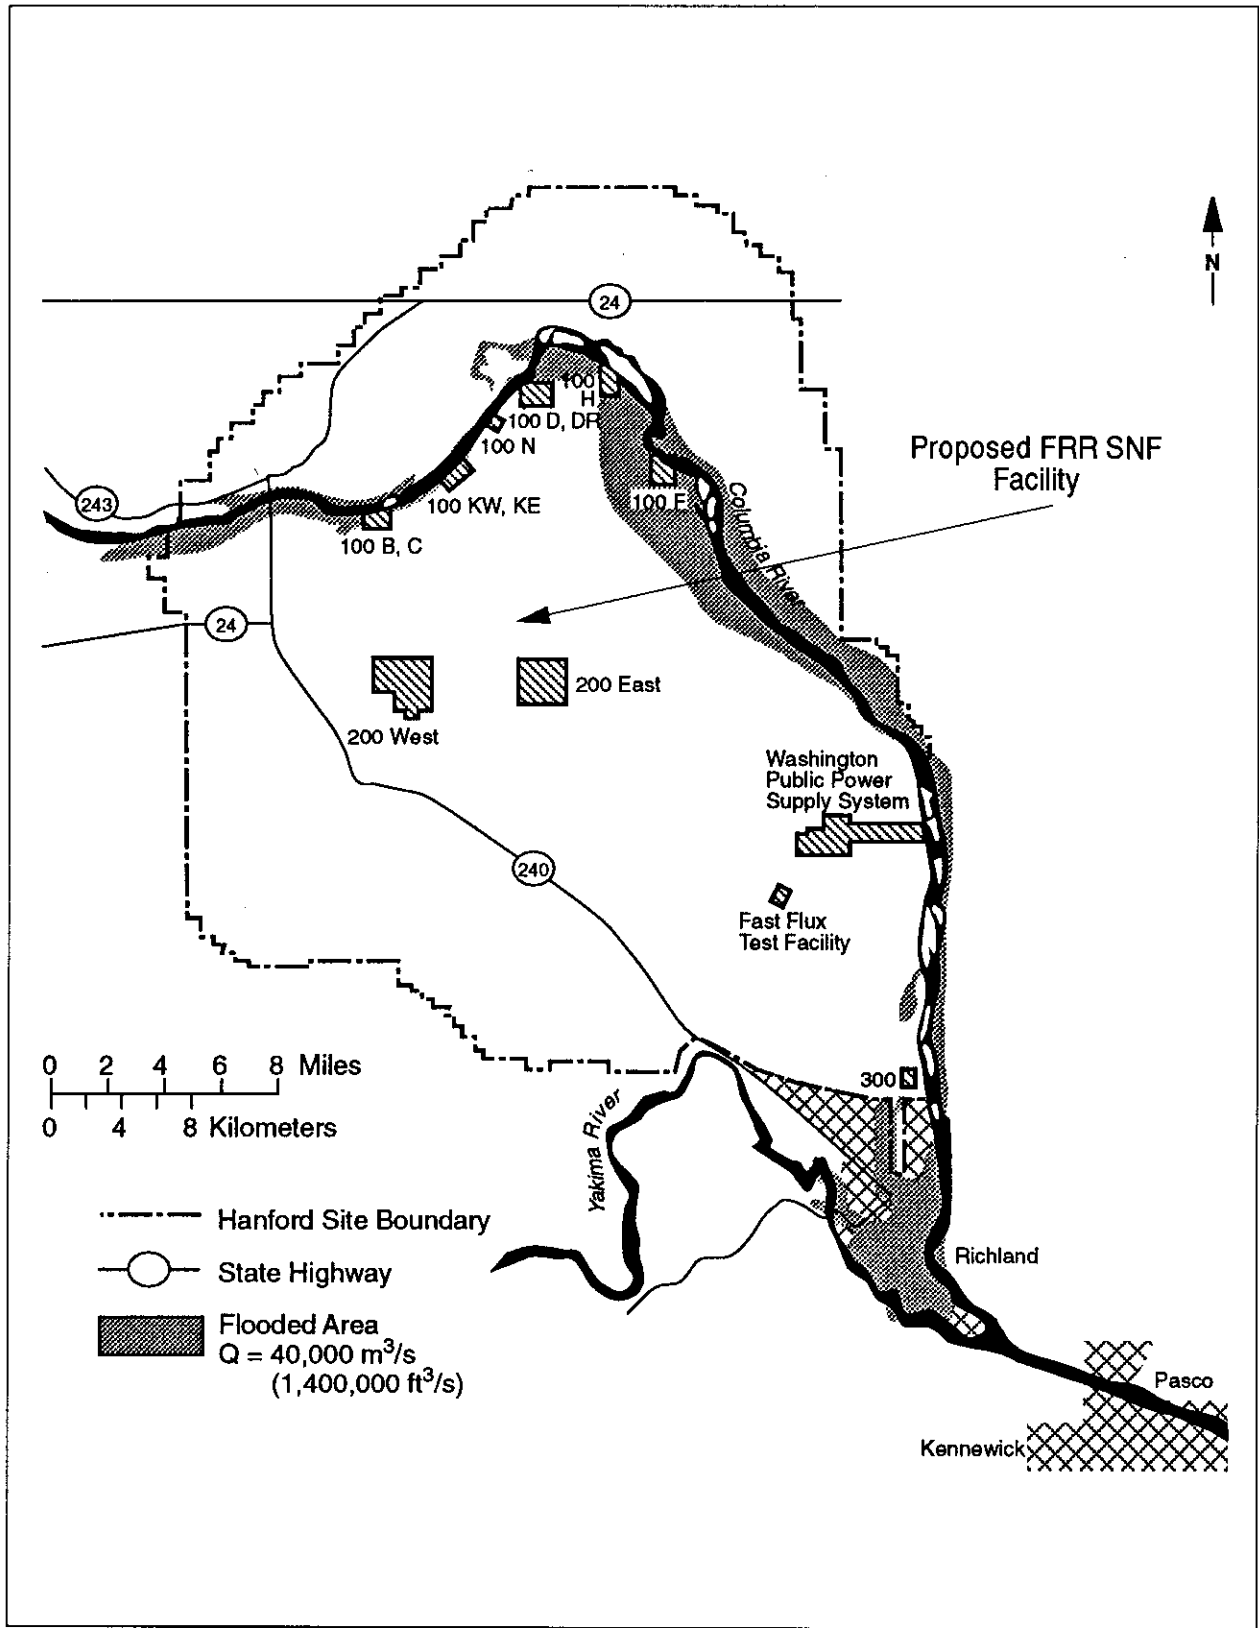 N
24
100
H
100 D, DR
100 N
Proposed FRR SNF
Facility
243
100 KW, KE
100 F
Columbia River
100 B, C
24
200 East
200 West
Washington
Public Power
Supply System
240
Fast Flux
Test Facility
0 2 4 6 8 Miles
0 4 8 Kilometers
300
Yakima River
Hanford Site Boundary
State Highway
Richland
Flooded Area
Q = 40,000 m³/s
(1,400,000 ft³/s)
Pasco
Kennewick